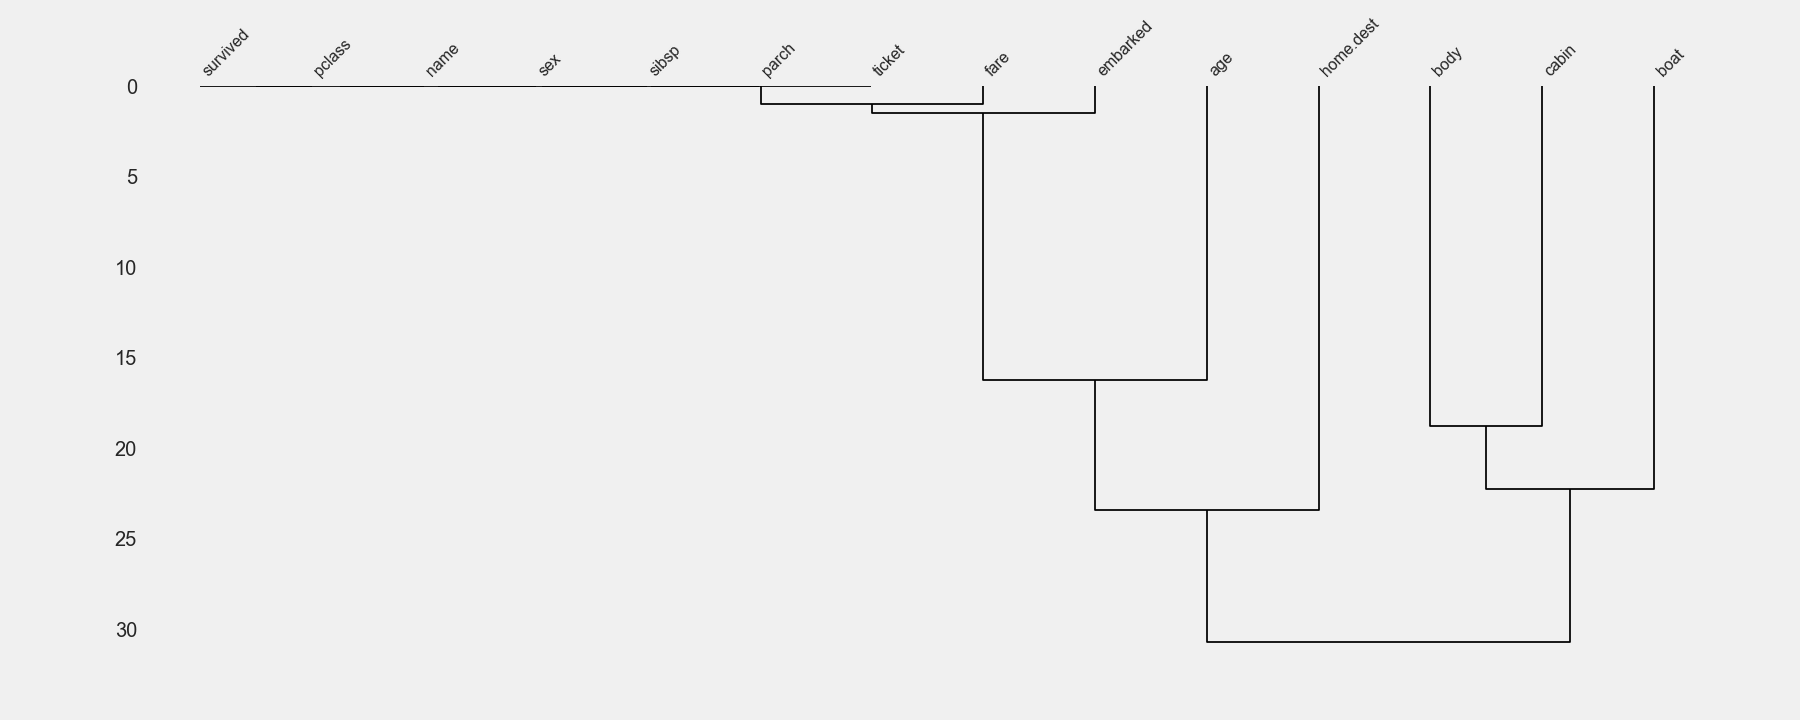 survived
pclass
name
sex
sibsp
parch
ticket
fare
embarked
age
home.dest
body
cabin
boat
0
5
10
15
20
25
30